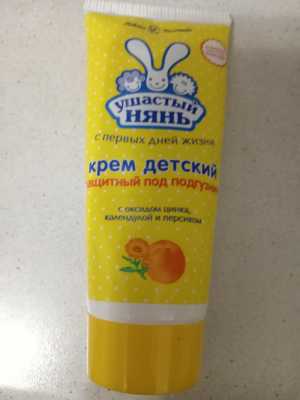 Ушастый
нянь
с первых дней жизни
крем детский
защитный под подгузник
с оксидом цинка,
календулой и персиком